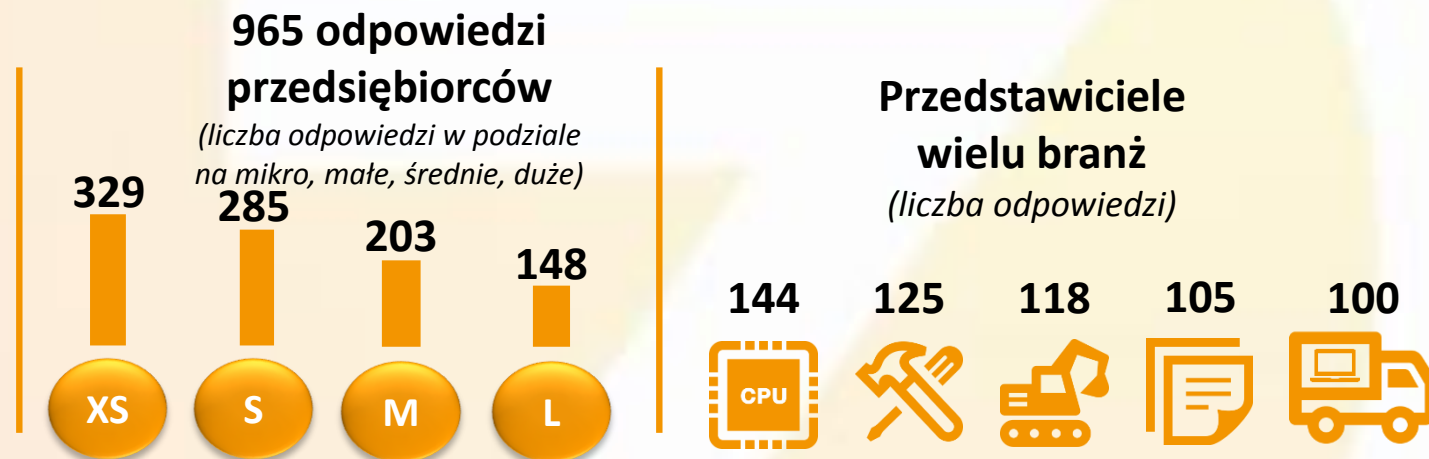 965 odpowiedzi
przedsiębiorców
(liczba odpowiedzi w podziale
na mikro, małe, średnie, duże)
329
285
203
148
XS
S
M
L
Przedstawiciele
wielu branż
(liczba odpowiedzi)
144
125
118
105
100
CPU